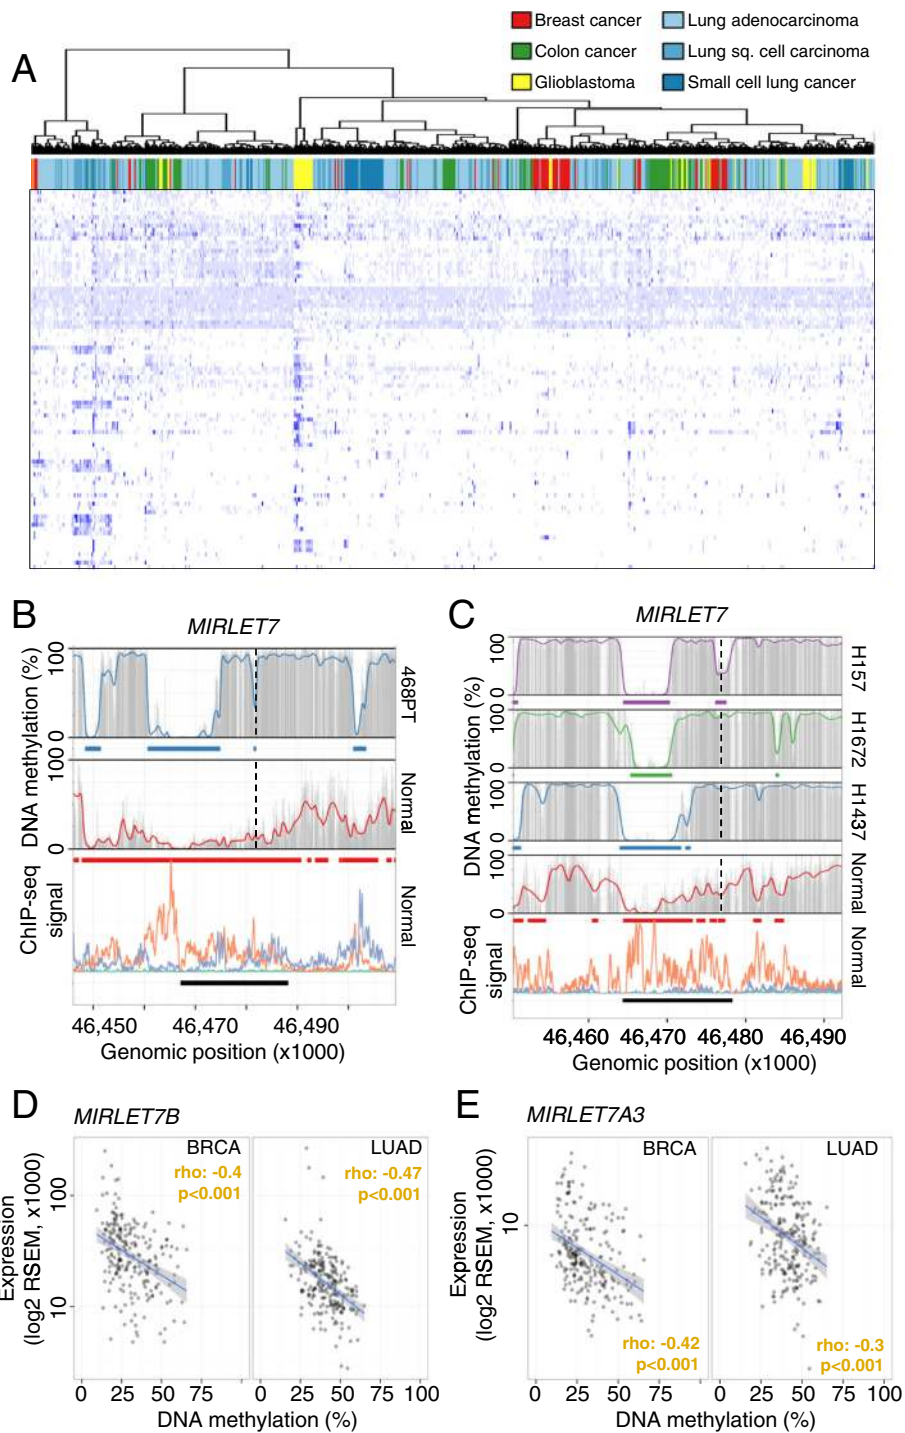 A
Breast cancer
Lung adenocarcinoma
Colon cancer
Lung sq. cell carcinoma
Glioblastoma
Small cell lung cancer
B
MIRLET7
DNA methylation (%)
100
0
468PT
100
0
Normal
ChIP-seq
signal
Normal
46,450
46,470
46,490
Genomic position (x1000)
C
MIRLET7
DNA methylation (%)
100
0
H157
100
0
H1672
100
0
H1437
100
0
Normal
ChIP-seq
signal
Normal
46,460
46,470
46,480
46,490
Genomic position (x1000)
D
MIRLET7B
Expression
(log2 RSEM, x1000)
100
10
BRCA
rho: -0.4
p<0.001
LUAD
rho: -0.47
p<0.001
0 25 50 75
0 25 50 75 100
DNA methylation (%)
E
MIRLET7A3
Expression
(log2 RSEM, x1000)
10
BRCA
rho: -0.42
p<0.001
LUAD
rho: -0.3
p<0.001
0 25 50 75
0 25 50 75 100
DNA methylation (%)